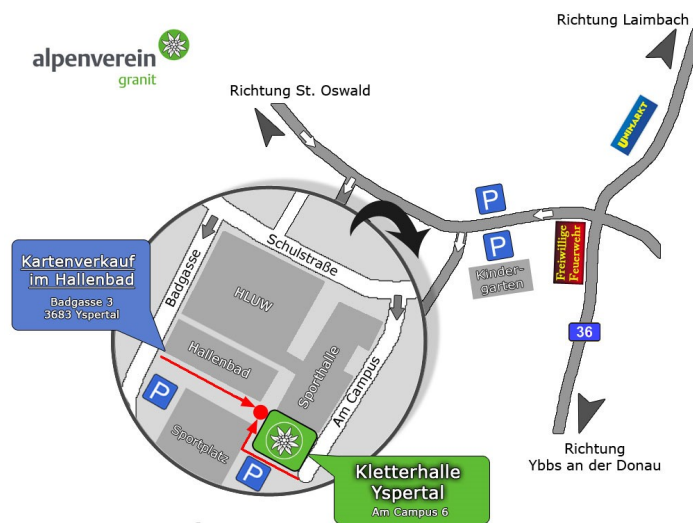 Richtung Laimbach
alpenverein
granit
Richtung St. Oswald
UNIMARKT
P
P
Freiwillige
Feuerwehr
Kinder-
garten
Schulstraße
Kartenverkauf
im Hallenbad
Badgasse 3
3683 Yspertal
Badgasse
HLUW
36
Hallenbad
Sporthalle
Am Campus
P
Sportplatz
P
Richtung
Ybbs an der Donau
Kletterhalle
Yspertal
Am Campus 6